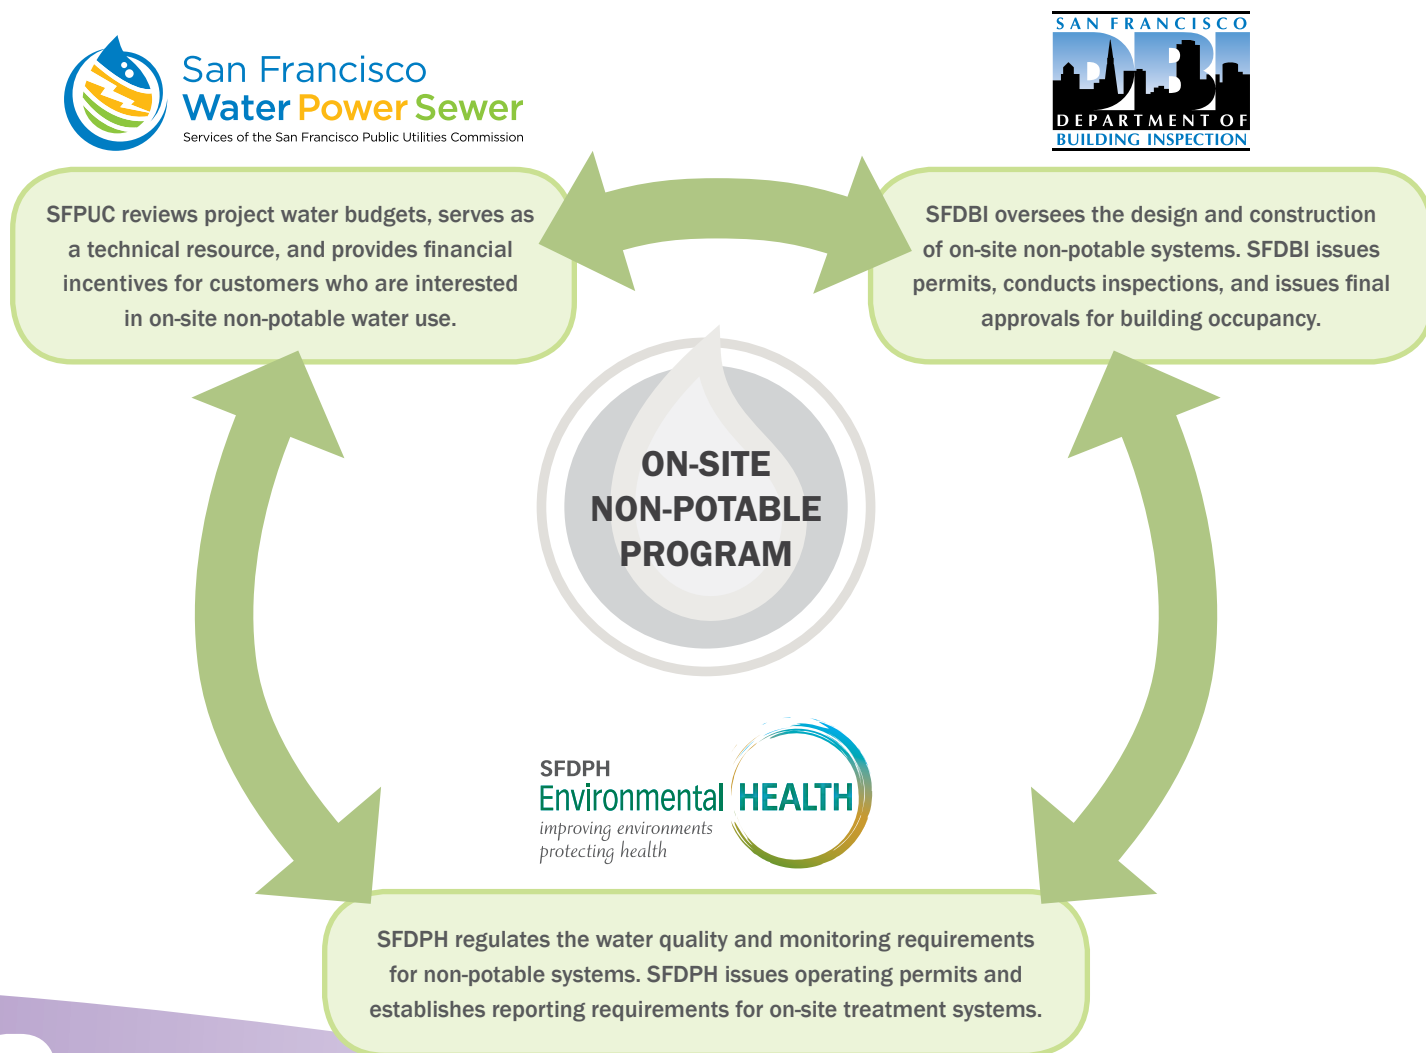 San Francisco
Water Power Sewer
Services of the San Francisco Public Utilities Commission
SAN FRANCISCO
DBI
DEPARTMENT OF
BUILDING INSPECTION
SFPUC reviews project water budgets, serves as
a technical resource, and provides financial
incentives for customers who are interested
in on-site non-potable water use.
SFDBI oversees the design and construction
of on-site non-potable systems. SFDBI issues
permits, conducts inspections, and issues final
approvals for building occupancy.
ON-SITE
NON-POTABLE
PROGRAM
SFDPH
Environmental HEALTH
improving environments
protecting health
SFDPH regulates the water quality and monitoring requirements
for non-potable systems. SFDPH issues operating permits and
establishes reporting requirements for on-site treatment systems.